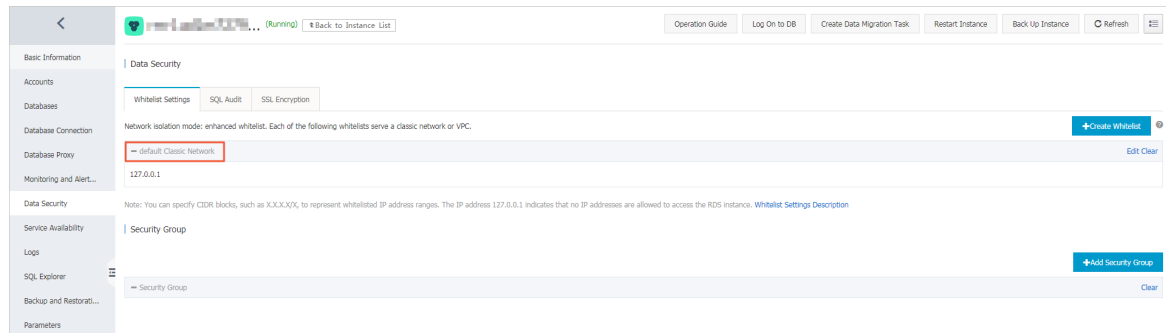 ... (Running) Back to Instance List
Operation Guide
Log On to DB
Create Data Migration Task
Restart Instance
Back Up Instance
Refresh
Basic Information
Accounts
Databases
Database Connection
Database Proxy
Monitoring and Alert...
Data Security
Service Availability
Logs
SQL Explorer
Backup and Restorati...
Parameters
Data Security
Whitelist Settings
SQL Audit
SSL Encryption
Network isolation mode: enhanced whitelist. Each of the following whitelists serve a classic network or VPC.
+Create Whitelist
default Classic Network
Edit Clear
127.0.0.1
Note: You can specify CIDR blocks, such as X.X.X.X/X, to represent whitelisted IP address ranges. The IP address 127.0.0.1 indicates that no IP addresses are allowed to access the RDS instance. Whitelist Settings Description
Security Group
+Add Security Group
Security Group
Clear